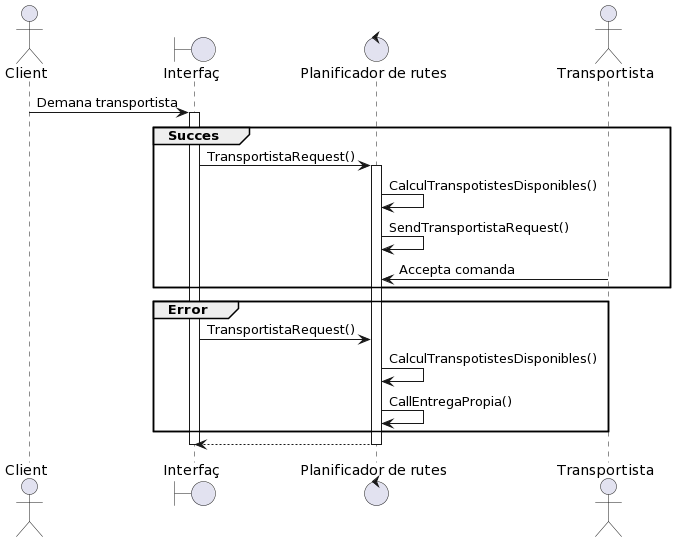 Client
Interfaç
Planificador de rutes
Transportista
Demana transportista
Succes
TransportistaRequest()
CalculTranspotistesDisponibles()
SendTransportistaRequest()
Accepta comanda
Error
TransportistaRequest()
CalculTranspotistesDisponibles()
CallEntregaPropia()
Client
Interfaç
Planificador de rutes
Transportista